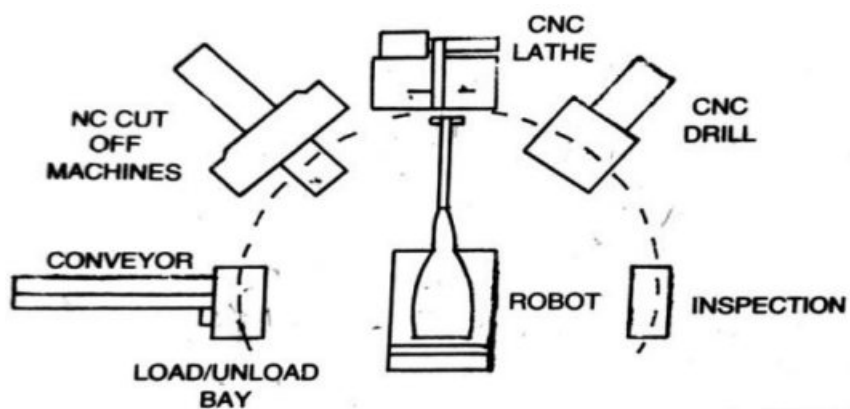 CNC
LATHE
NC CUT
OFF
MACHINES
CNC
DRILL
CONVEYOR
ROBOT
INSPECTION
LOAD/UNLOAD
BAY